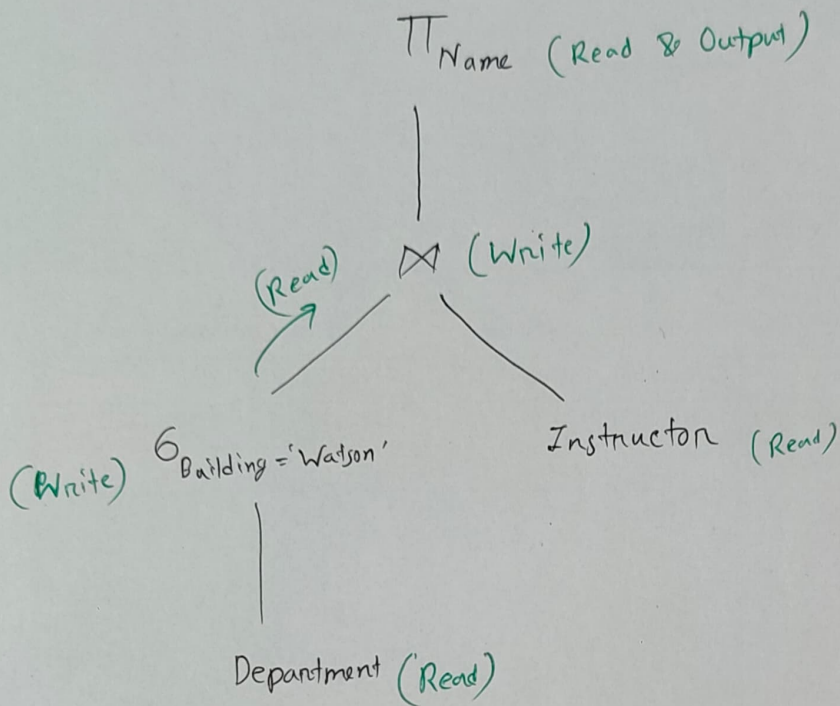 π Name (Read & Output)
⋈ (Write)
(Read)
σ Building = 'Watson'
(Write)
Instructor (Read)
Department (Read)